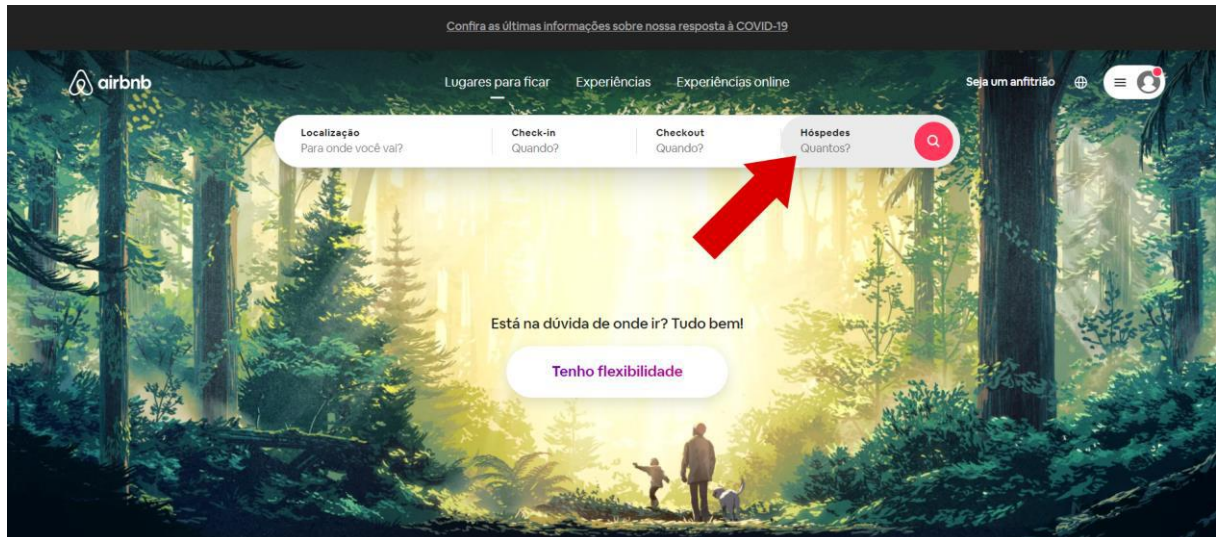 Confira as últimas informações sobre nossa resposta à COVID-19
airbnb
Lugares para ficar Experiências Experiências online
Seja um anfitrião
Localização Check-in Checkout Hóspedes
Para onde você vai? Quando? Quando? Quantos?
Está na dúvida de onde ir? Tudo bem!
Tenho flexibilidade